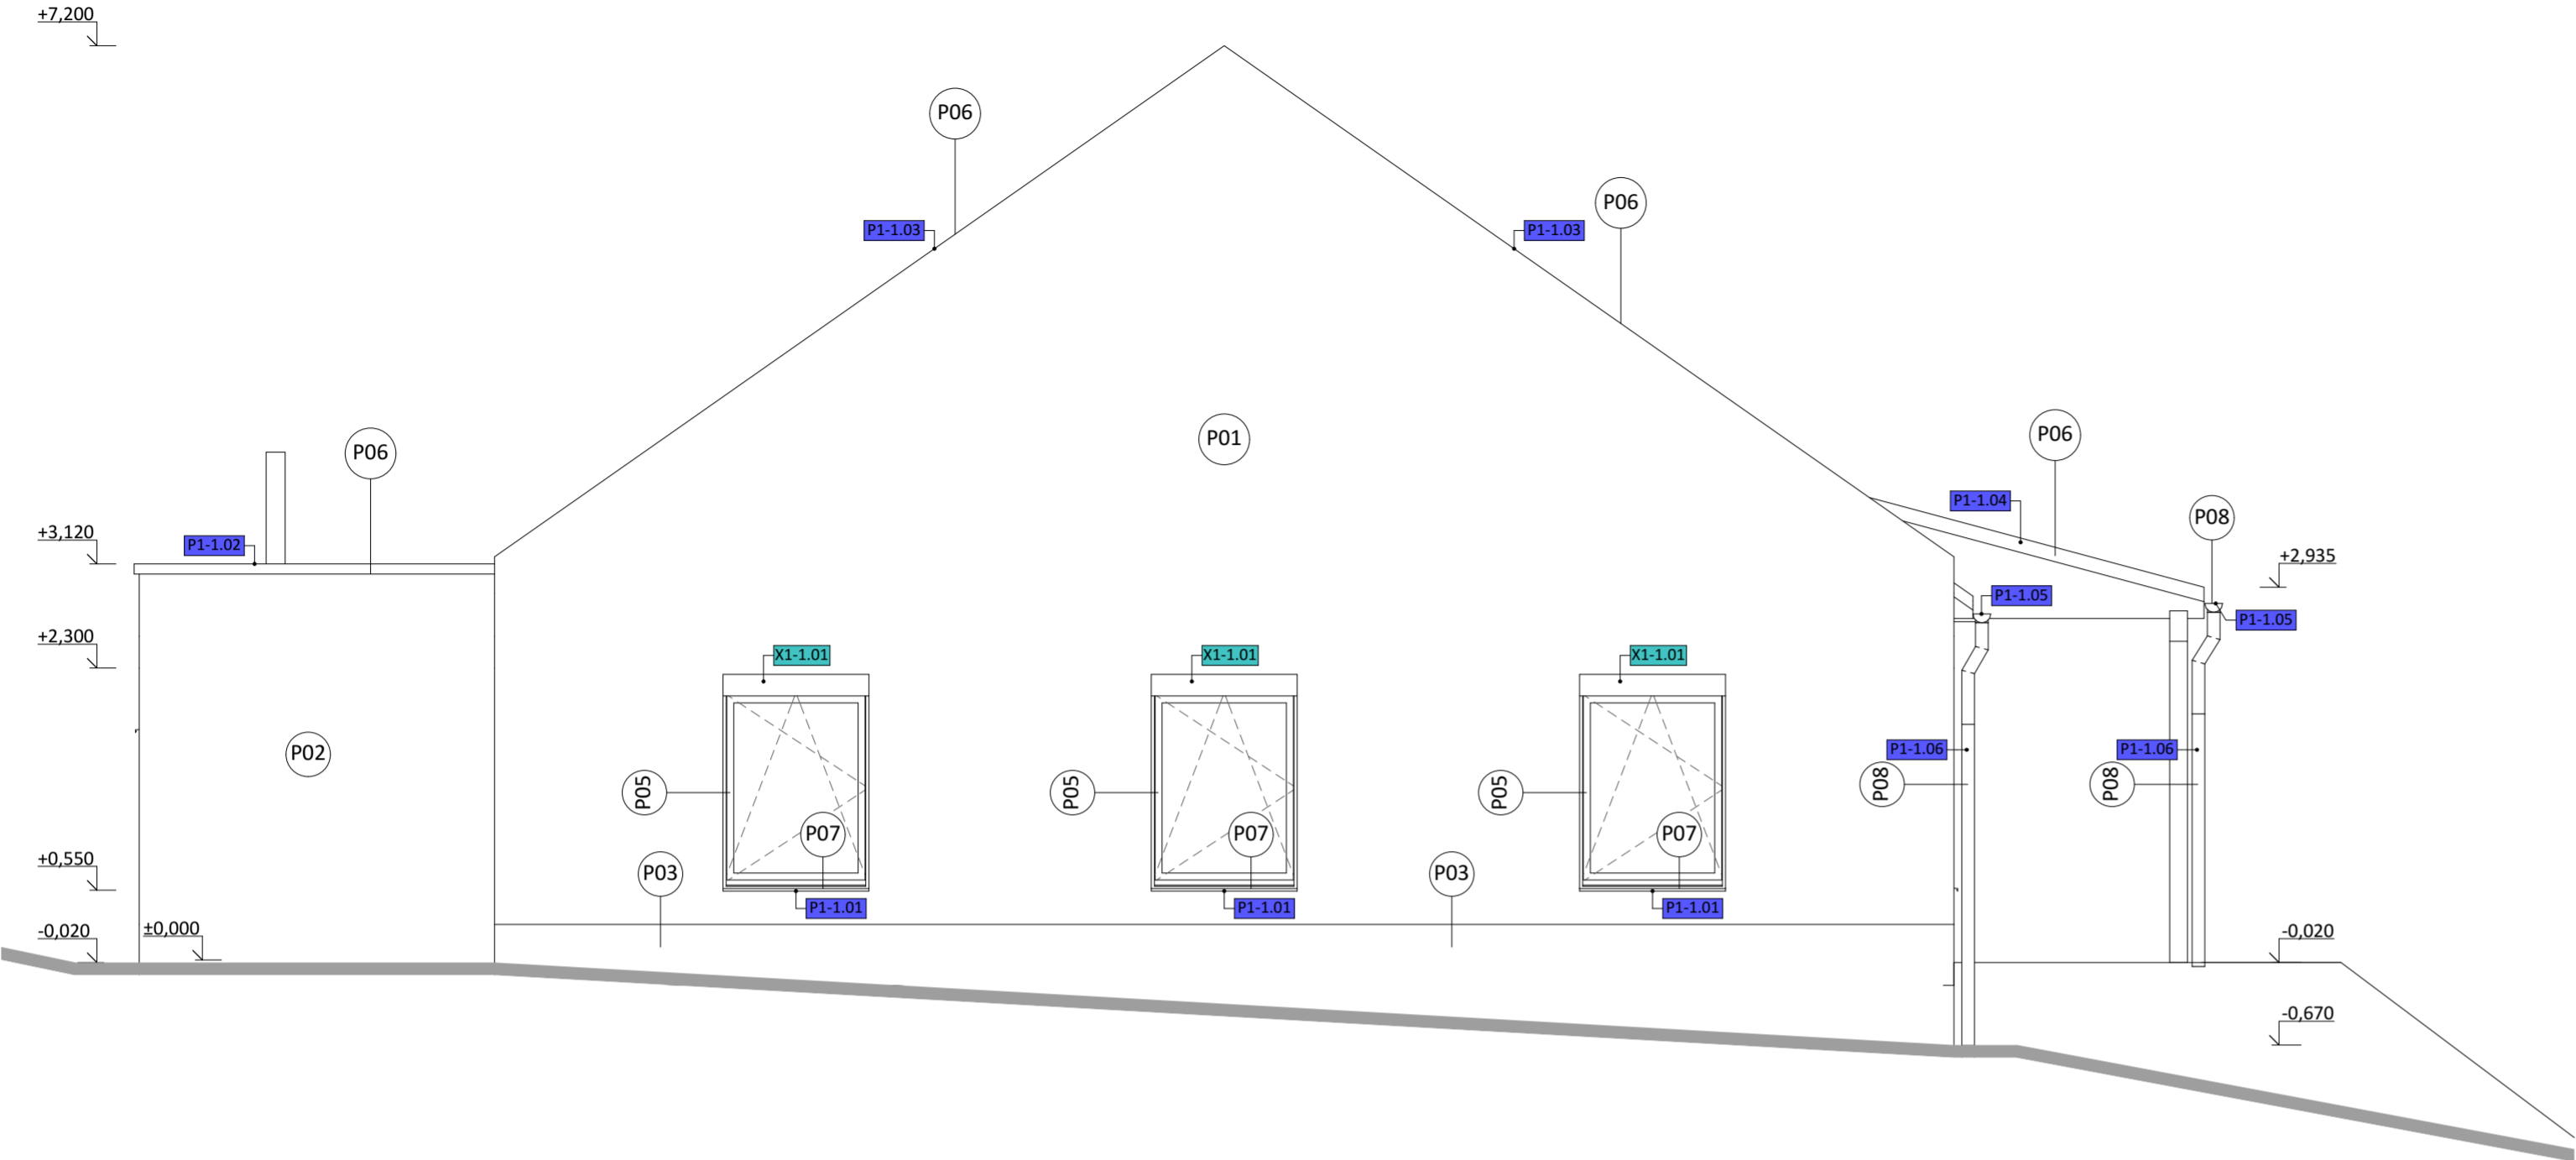 +7,200
P06
P06
P1-1.03
P1-1.03
P01
P06
P06
P1-1.04
P08
+3,120
P1-1.02
+2,935
P1-1.05
P1-1.05
+2,300
X1-1.01
X1-1.01
X1-1.01
P02
P1-1.06
P1-1.06
P05
P05
P05
P08
P08
P07
P07
P07
+0,550
P03
P03
P1-1.01
P1-1.01
P1-1.01
-0,020
±0,000
-0,020
-0,670